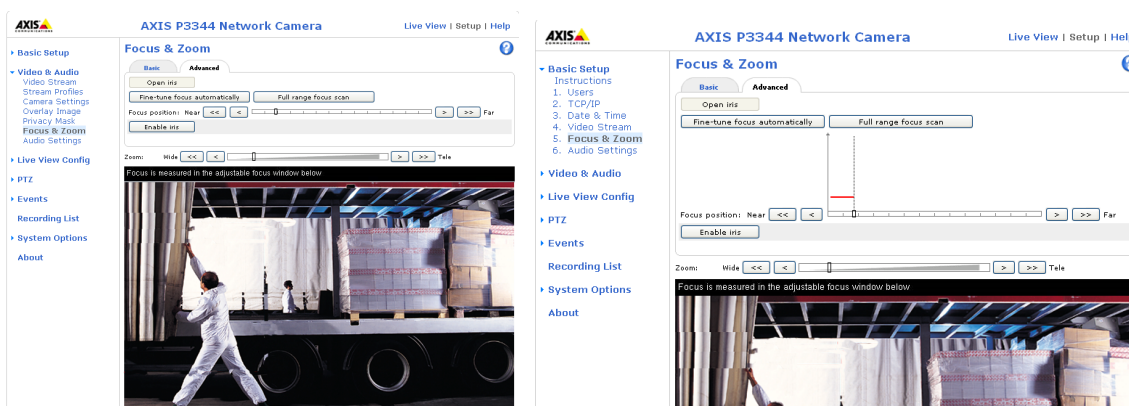 AXIS
COMMUNICATIONS
AXIS P3344 Network Camera
Live View | Setup | Help
Basic Setup
Video & Audio
Video Stream
Stream Profiles
Camera Settings
Overlay Image
Privacy Mask
Focus & Zoom
Audio Settings
Live View Config
PTZ
Events
Recording List
System Options
About
Focus & Zoom
?
Basic Advanced
Open iris
Fine-tune focus automatically Full range focus scan
Focus position: Near << < > >> Far
Enable iris
Zoom: Wide << < > >> Tele
Focus is measured in the adjustable focus window below
AXIS
COMMUNICATIONS
AXIS P3344 Network Camera
Live View | Setup | Help
Basic Setup
Instructions
1. Users
2. TCP/IP
3. Date & Time
4. Video Stream
5. Focus & Zoom
6. Audio Settings
Video & Audio
Live View Config
PTZ
Events
Recording List
System Options
About
Focus & Zoom
?
Basic Advanced
Open iris
Fine-tune focus automatically Full range focus scan
Focus position: Near << < > >> Far
Enable iris
Zoom: Wide << < > >> Tele
Focus is measured in the adjustable focus window below